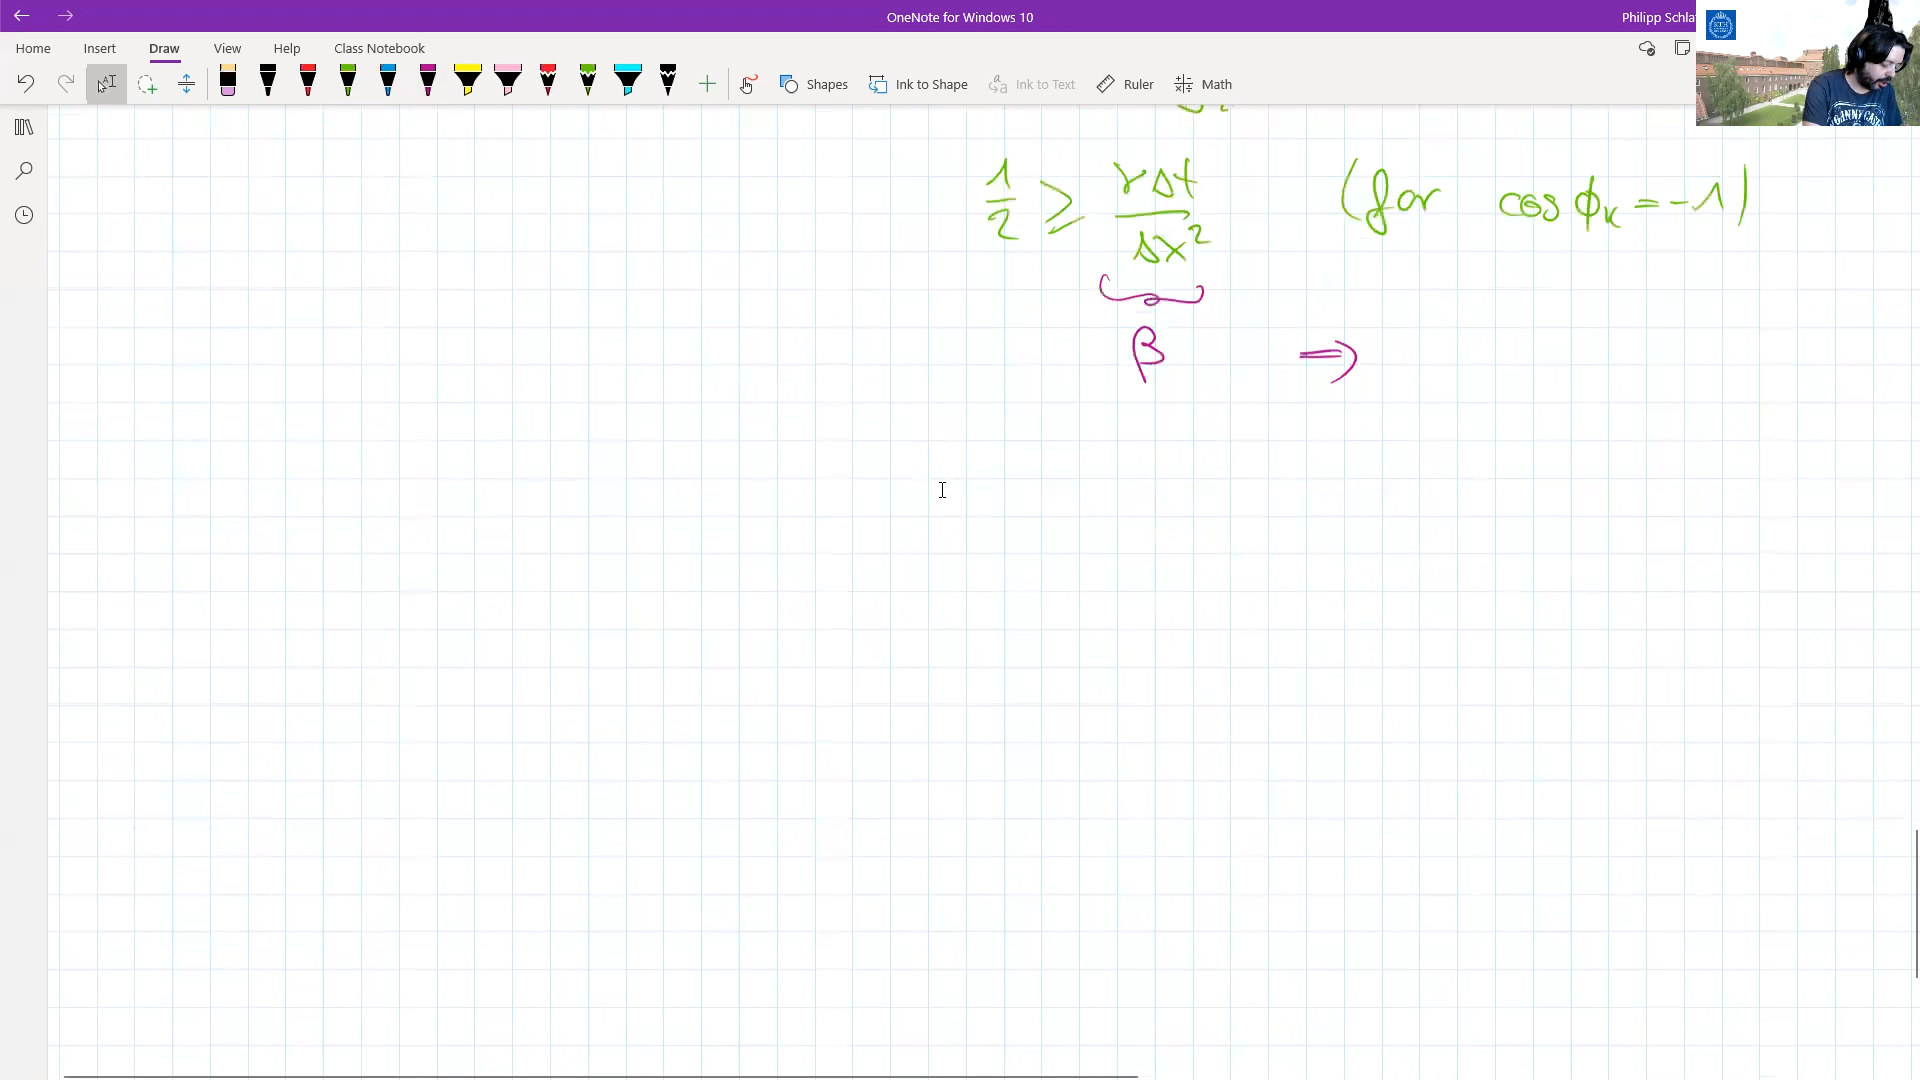 OneNote for Windows 10
Philipp Schla
Home Insert Draw View Help Class Notebook
Shapes Ink to Shape Ink to Text Ruler Math
1/2 ≥ rΔt/Δx² (for cos ϕₖ = -1)
β ⇒